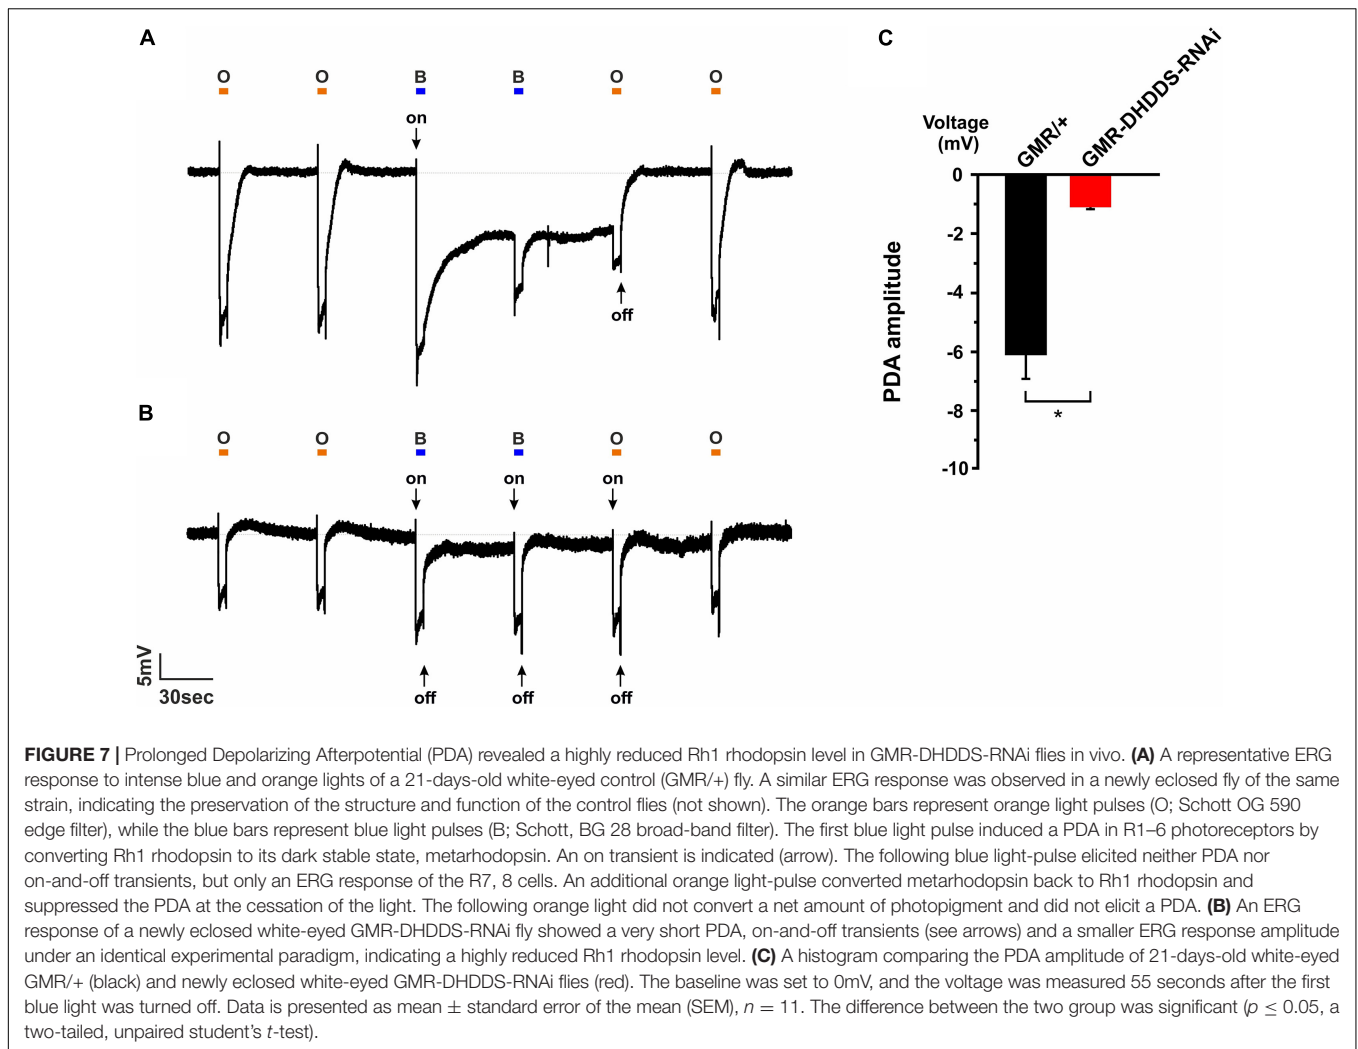 A
O O B B O O
on
off
B
O O B B O O
on on on
off off off
5mV
30sec
C
Voltage
(mV)
GMR/+
GMR-DHDDS-RNAi
PDA amplitude
0
-2
-4
-6
-8
-10
*
FIGURE 7 | Prolonged Depolarizing Afterpotential (PDA) revealed a highly reduced Rh1 rhodopsin level in GMR-DHDDS-RNAi flies in vivo. (A) A representative ERG
response to intense blue and orange lights of a 21-days-old white-eyed control (GMR/+) fly. A similar ERG response was observed in a newly eclosed fly of the same
strain, indicating the preservation of the structure and function of the control flies (not shown). The orange bars represent orange light pulses (O; Schott OG 590
edge filter), while the blue bars represent blue light pulses (B; Schott, BG 28 broad-band filter). The first blue light pulse induced a PDA in R1–6 photoreceptors by
converting Rh1 rhodopsin to its dark stable state, metarhodopsin. An on transient is indicated (arrow). The following blue light-pulse elicited neither PDA nor
on-and-off transients, but only an ERG response of the R7, 8 cells. An additional orange light-pulse converted metarhodopsin back to Rh1 rhodopsin and
suppressed the PDA at the cessation of the light. The following orange light did not convert a net amount of photopigment and did not elicit a PDA. (B) An ERG
response of a newly eclosed white-eyed GMR-DHDDS-RNAi fly showed a very short PDA, on-and-off transients (see arrows) and a smaller ERG response amplitude
under an identical experimental paradigm, indicating a highly reduced Rh1 rhodopsin level. (C) A histogram comparing the PDA amplitude of 21-days-old white-eyed
GMR/+ (black) and newly eclosed white-eyed GMR-DHDDS-RNAi flies (red). The baseline was set to 0mV, and the voltage was measured 55 seconds after the first
blue light was turned off. Data is presented as mean ± standard error of the mean (SEM), n = 11. The difference between the two group was significant (p ≤ 0.05, a
two-tailed, unpaired student's t-test).